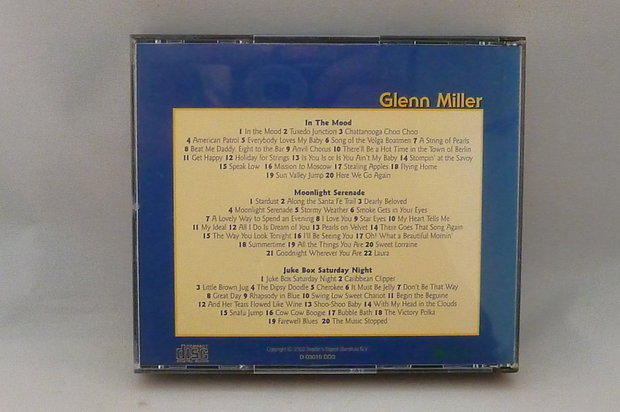 Glenn Miller
In The Mood
1 In the Mood 2 Tuxedo Junction 3 Chattanooga Choo Choo
4 American Patrol 5 Everybody Loves My Baby 6 Song of the Volga Boatmen 7 A String of Pearls
8 Beat Me Daddy, Eight to the Bar 9 Anvil Chorus 10 There'll Be a Hot Time in the Town of Berlin
11 Get Happy 12 Holiday for Strings 13 Is You Is or Is You Ain't My Baby 14 Stompin' at the Savoy
15 Speak Low 16 Mission to Moscow 17 Stealing Apples 18 Flying Home
19 Sun Valley Jump 20 Here We Go Again
Moonlight Serenade
1 Stardust 2 Along the Santa Fe Trail 3 Dearly Beloved
4 Moonlight Serenade 5 Stormy Weather 6 Smoke Gets in Your Eyes
7 A Lovely Way to Spend an Evening 8 I Love You 9 Star Eyes 10 My Heart Tells Me
11 My Ideal 12 All I Do Is Dream of You 13 Pearls on Velvet 14 There Goes That Song Again
15 The Way You Look Tonight 16 I'll Be Seeing You 17 Oh! What a Beautiful Mornin'
18 Summertime 19 All the Things You Are 20 Sweet Lorraine
21 Goodnight Wherever You Are 22 Laura
Juke Box Saturday Night
1 Juke Box Saturday Night 2 Caribbean Clipper
3 Little Brown Jug 4 The Dipsy Doodle 5 Cherokee 6 It Must Be Jelly 7 Don't Be That Way
8 Great Day 9 Rhapsody in Blue 10 Swing Low Sweet Chariot 11 Begin the Beguine
12 And Her Tears Flowed Like Wine 13 Shoo-Shoo Baby 14 With My Head in the Clouds
15 Snafu Jump 16 Cow Cow Boogie 17 Bubble Bath 18 The Victory Polka
19 Farewell Blues 20 The Music Stopped
COMPACT
disc
DIGITAL AUDIO
Copyright Reader's Digest